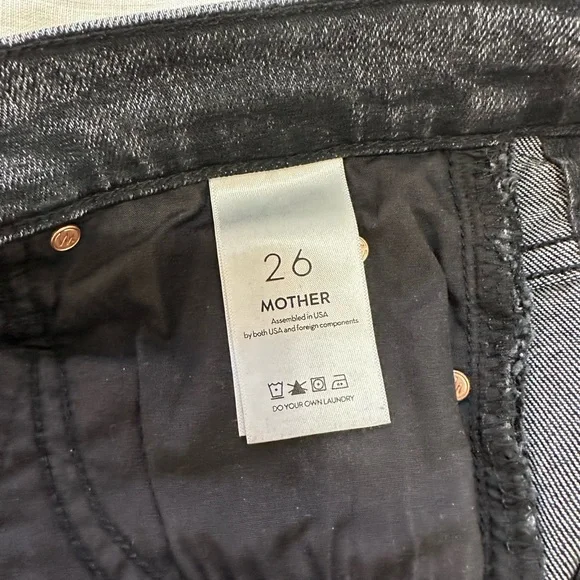 26
MOTHER
Assembled in USA
by both USA and foreign components
DO YOUR OWN LAUNDRY